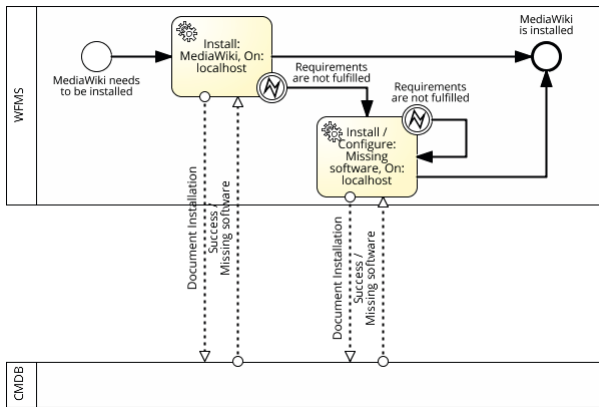 MediaWiki
is installed
Install:
MediaWiki, On:
localhost
MediaWiki needs
to be installed
Requirements
are not fulfilled
Requirements
are not fulfilled
WFMS
Install /
Configure:
Missing
software, On:
localhost
Document Installation
Success /
Missing software
Document Installation
Success /
Missing software
CMDB